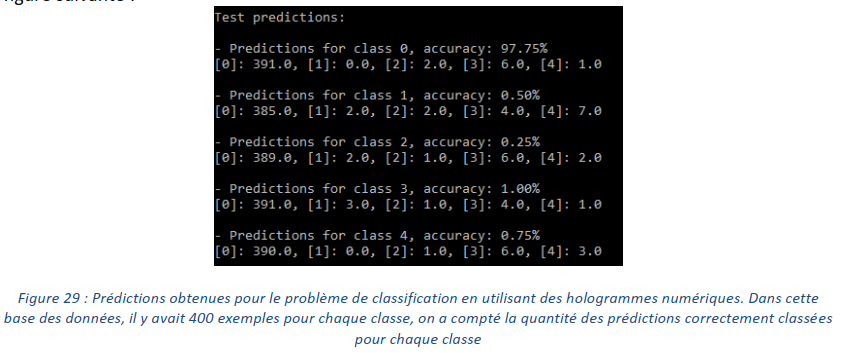 Test predictions:
- Predictions for class 0, accuracy: 97.75%
[0]: 391.0, [1]: 0.0, [2]: 2.0, [3]: 6.0, [4]: 1.0
- Predictions for class 1, accuracy: 0.50%
[0]: 385.0, [1]: 2.0, [2]: 2.0, [3]: 4.0, [4]: 7.0
- Predictions for class 2, accuracy: 0.25%
[0]: 389.0, [1]: 2.0, [2]: 1.0, [3]: 6.0, [4]: 2.0
- Predictions for class 3, accuracy: 1.00%
[0]: 391.0, [1]: 3.0, [2]: 1.0, [3]: 4.0, [4]: 1.0
- Predictions for class 4, accuracy: 0.75%
[0]: 390.0, [1]: 0.0, [2]: 1.0, [3]: 6.0, [4]: 3.0
Figure 29 : Prédictions obtenues pour le problème de classification en utilisant des hologrammes numériques. Dans cette
base des données, il y avait 400 exemples pour chaque classe, on a compté la quantité des prédictions correctement classées
pour chaque classe